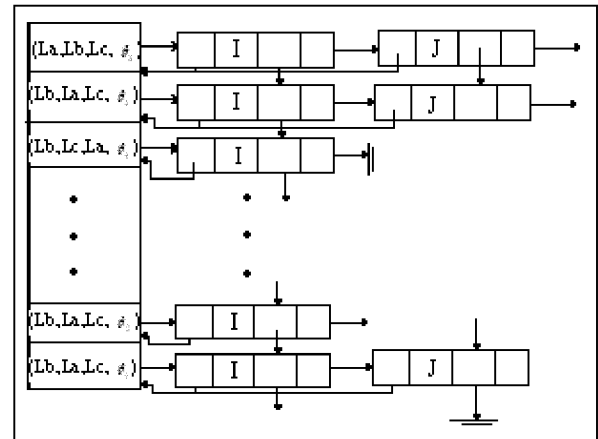 (La,Lb,Lc, ) I J
(Lb,La,Lc, ) I J
(Lb,Lc,La, ) I
(Lb,La,Lc, ) I
(Lb,La,Lc, ) I J